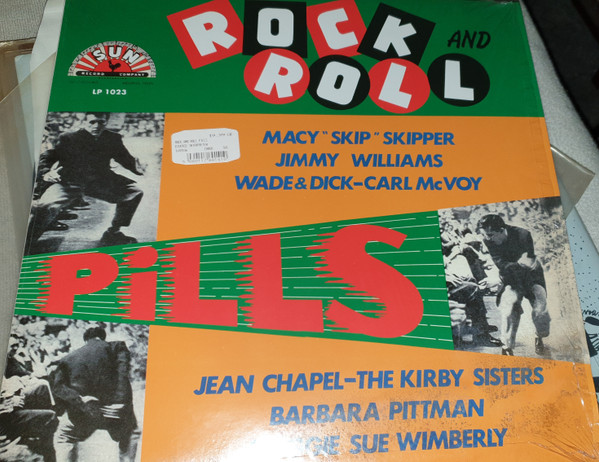 ROCK AND
ROLL
SUN
RECORD COMPANY
LP 1023
MACY "SKIP" SKIPPER
JIMMY WILLIAMS
WADE & DICK-CARL McVOY
PiLLS
JEAN CHAPEL-THE KIRBY SISTERS
BARBARA PITTMAN
SUE WIMBERLY